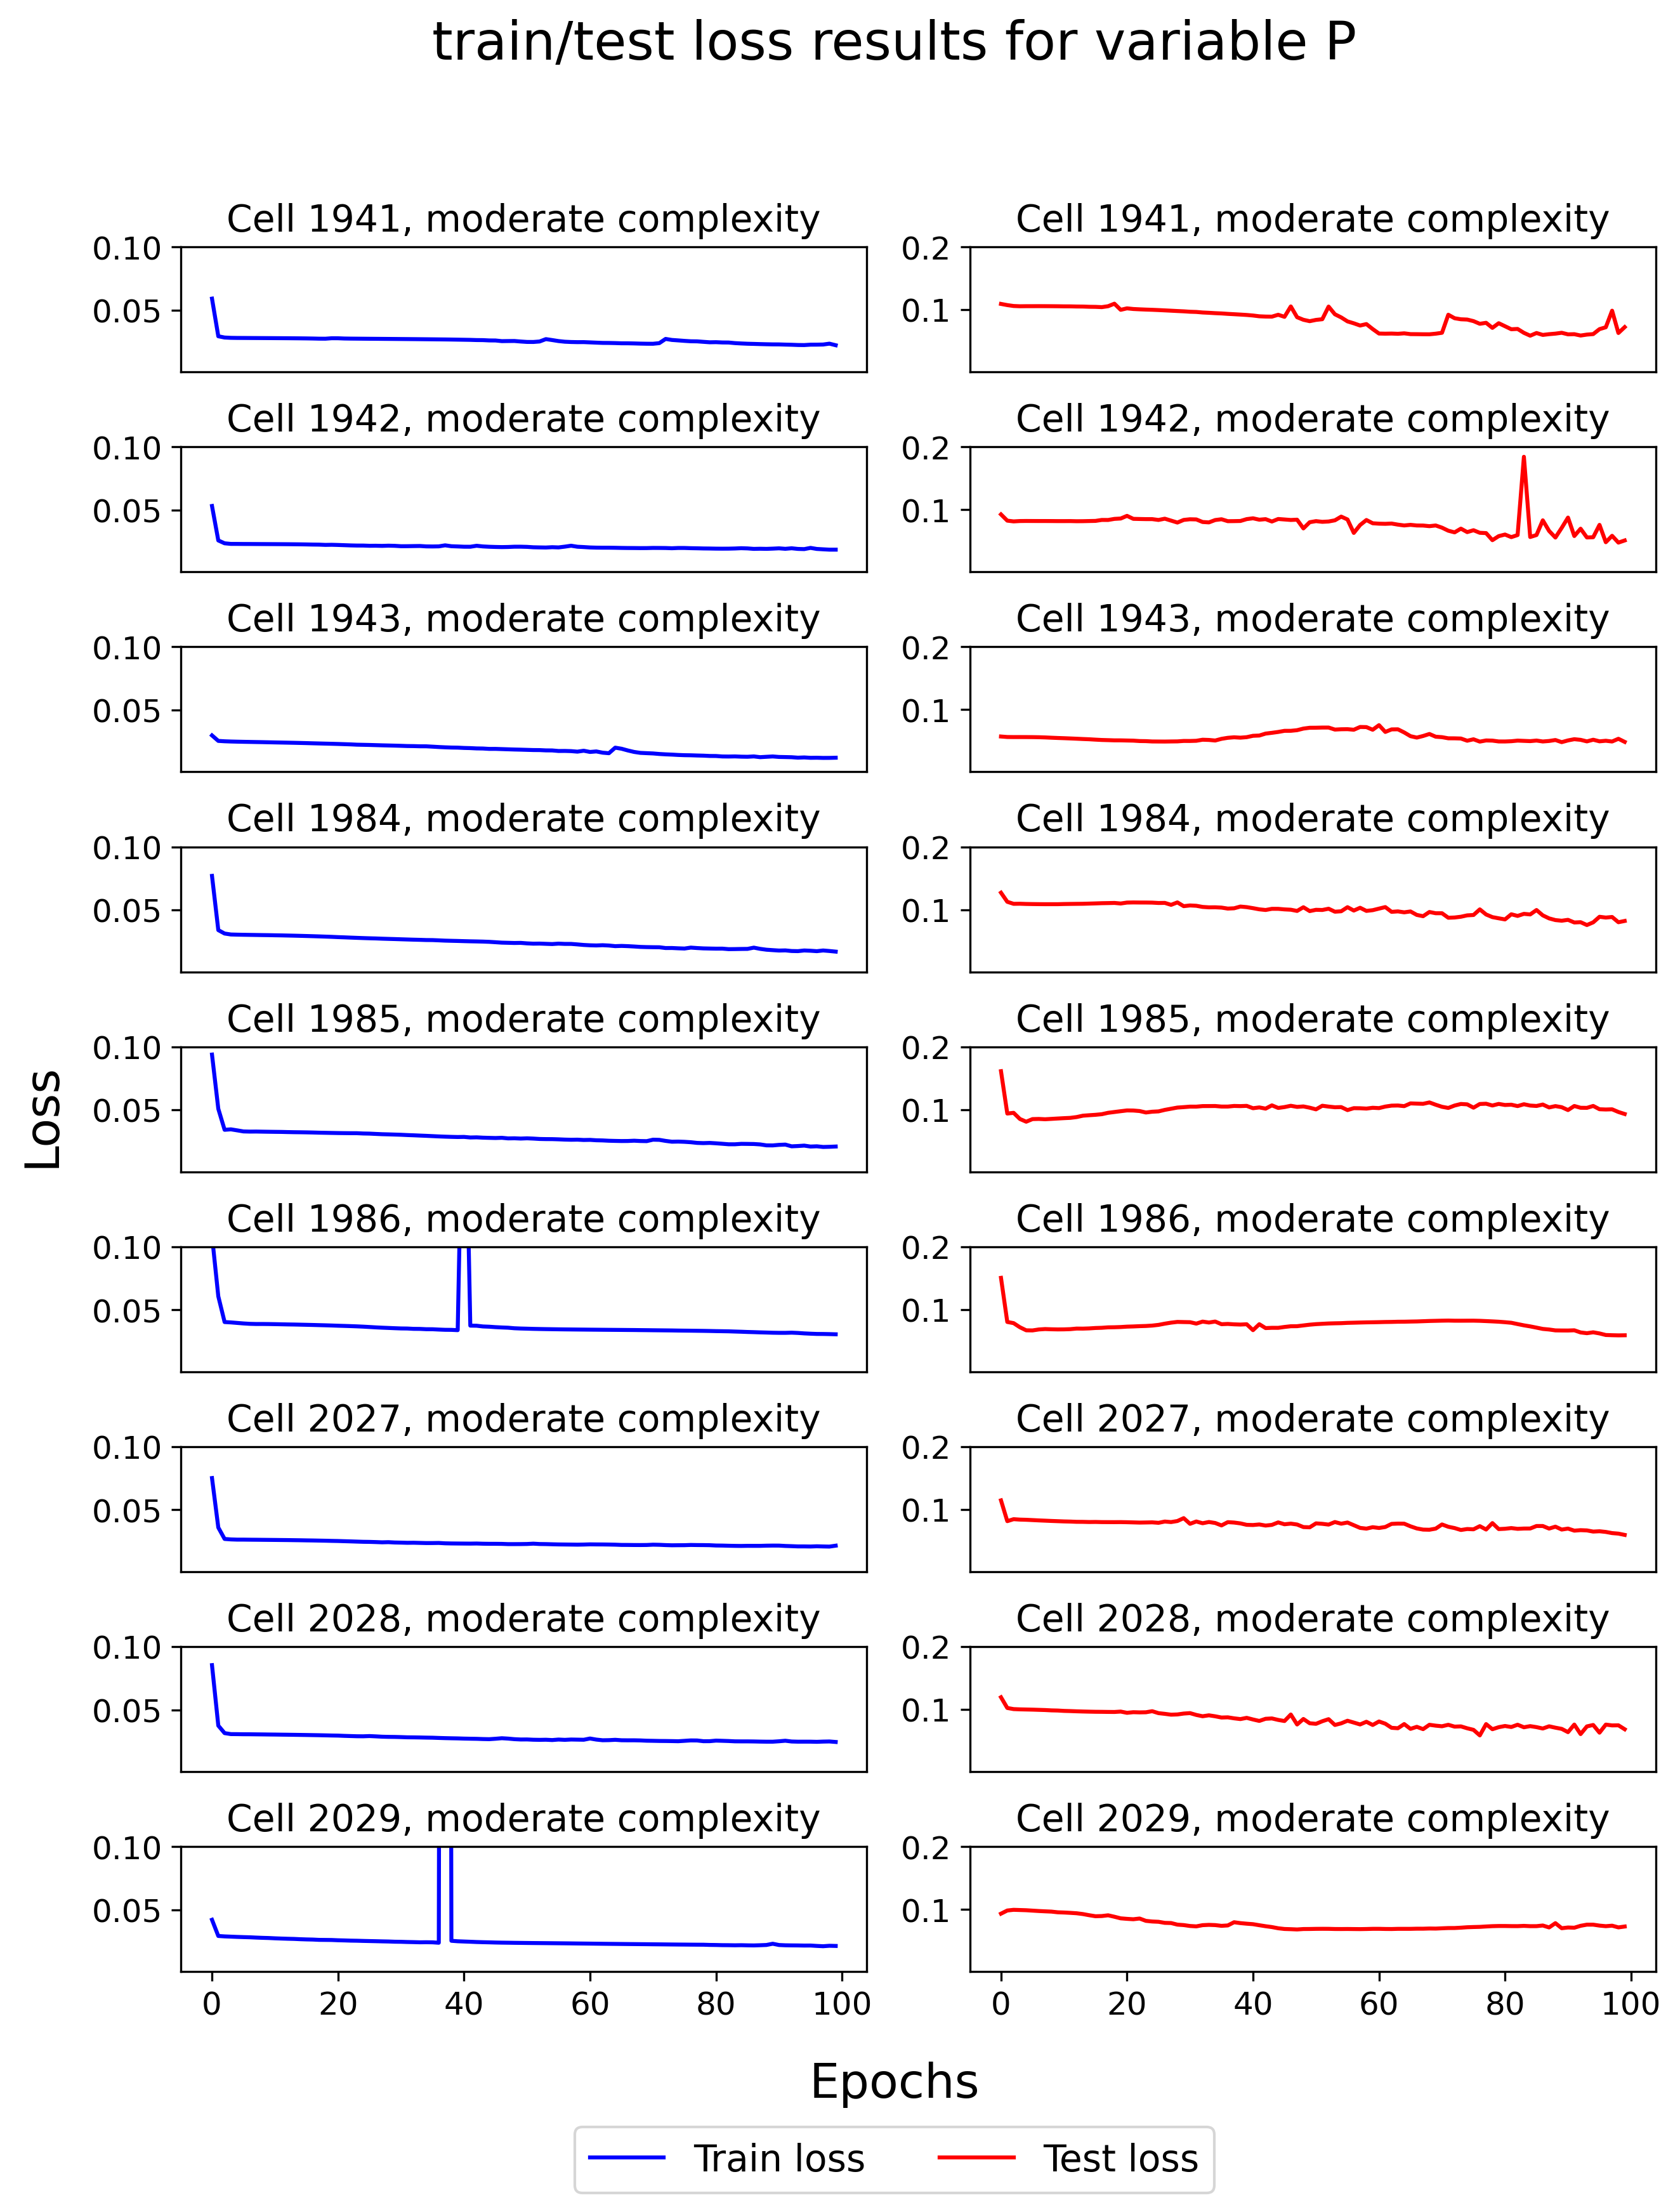 train/test loss results for variable P
Cell 1941, moderate complexity
0.10
0.05
Cell 1941, moderate complexity
0.2
0.1
Cell 1942, moderate complexity
0.10
0.05
Cell 1942, moderate complexity
0.2
0.1
Cell 1943, moderate complexity
0.10
0.05
Cell 1943, moderate complexity
0.2
0.1
Cell 1984, moderate complexity
0.10
0.05
Cell 1984, moderate complexity
0.2
0.1
Cell 1985, moderate complexity
0.10
0.05
Cell 1985, moderate complexity
0.2
0.1
Loss
Cell 1986, moderate complexity
0.10
0.05
Cell 1986, moderate complexity
0.2
0.1
Cell 2027, moderate complexity
0.10
0.05
Cell 2027, moderate complexity
0.2
0.1
Cell 2028, moderate complexity
0.10
0.05
Cell 2028, moderate complexity
0.2
0.1
Cell 2029, moderate complexity
0.10
0.05
0 20 40 60 80 100
Cell 2029, moderate complexity
0.2
0.1
0 20 40 60 80 100
Epochs
Train loss
Test loss